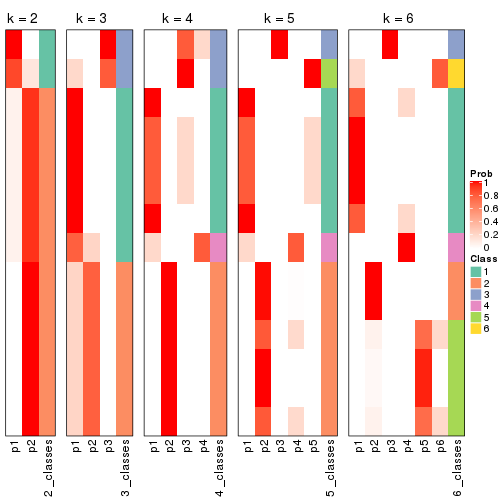 k = 2
k = 3
k = 4
k = 5
k = 6
Prob
1
0.8
0.6
0.4
0.2
0
Class
1
2
3
4
5
6
p1
p2
2_classes
p1
p2
p3
3_classes
p1
p2
p3
p4
4_classes
p1
p2
p3
p4
p5
5_classes
p1
p2
p3
p4
p5
p6
6_classes